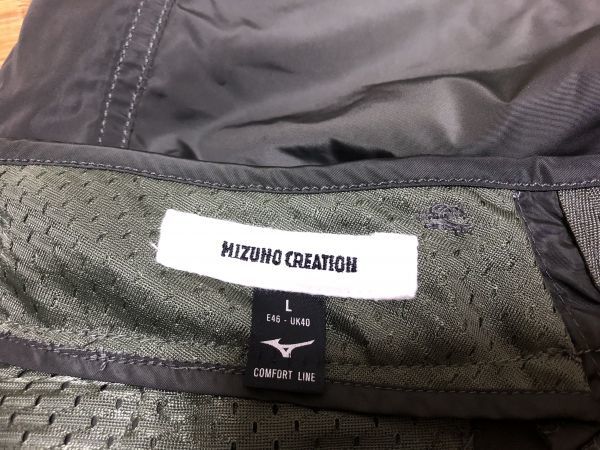 MIZUNO CREATION
L
E46 - UK40
COMFORT LINE